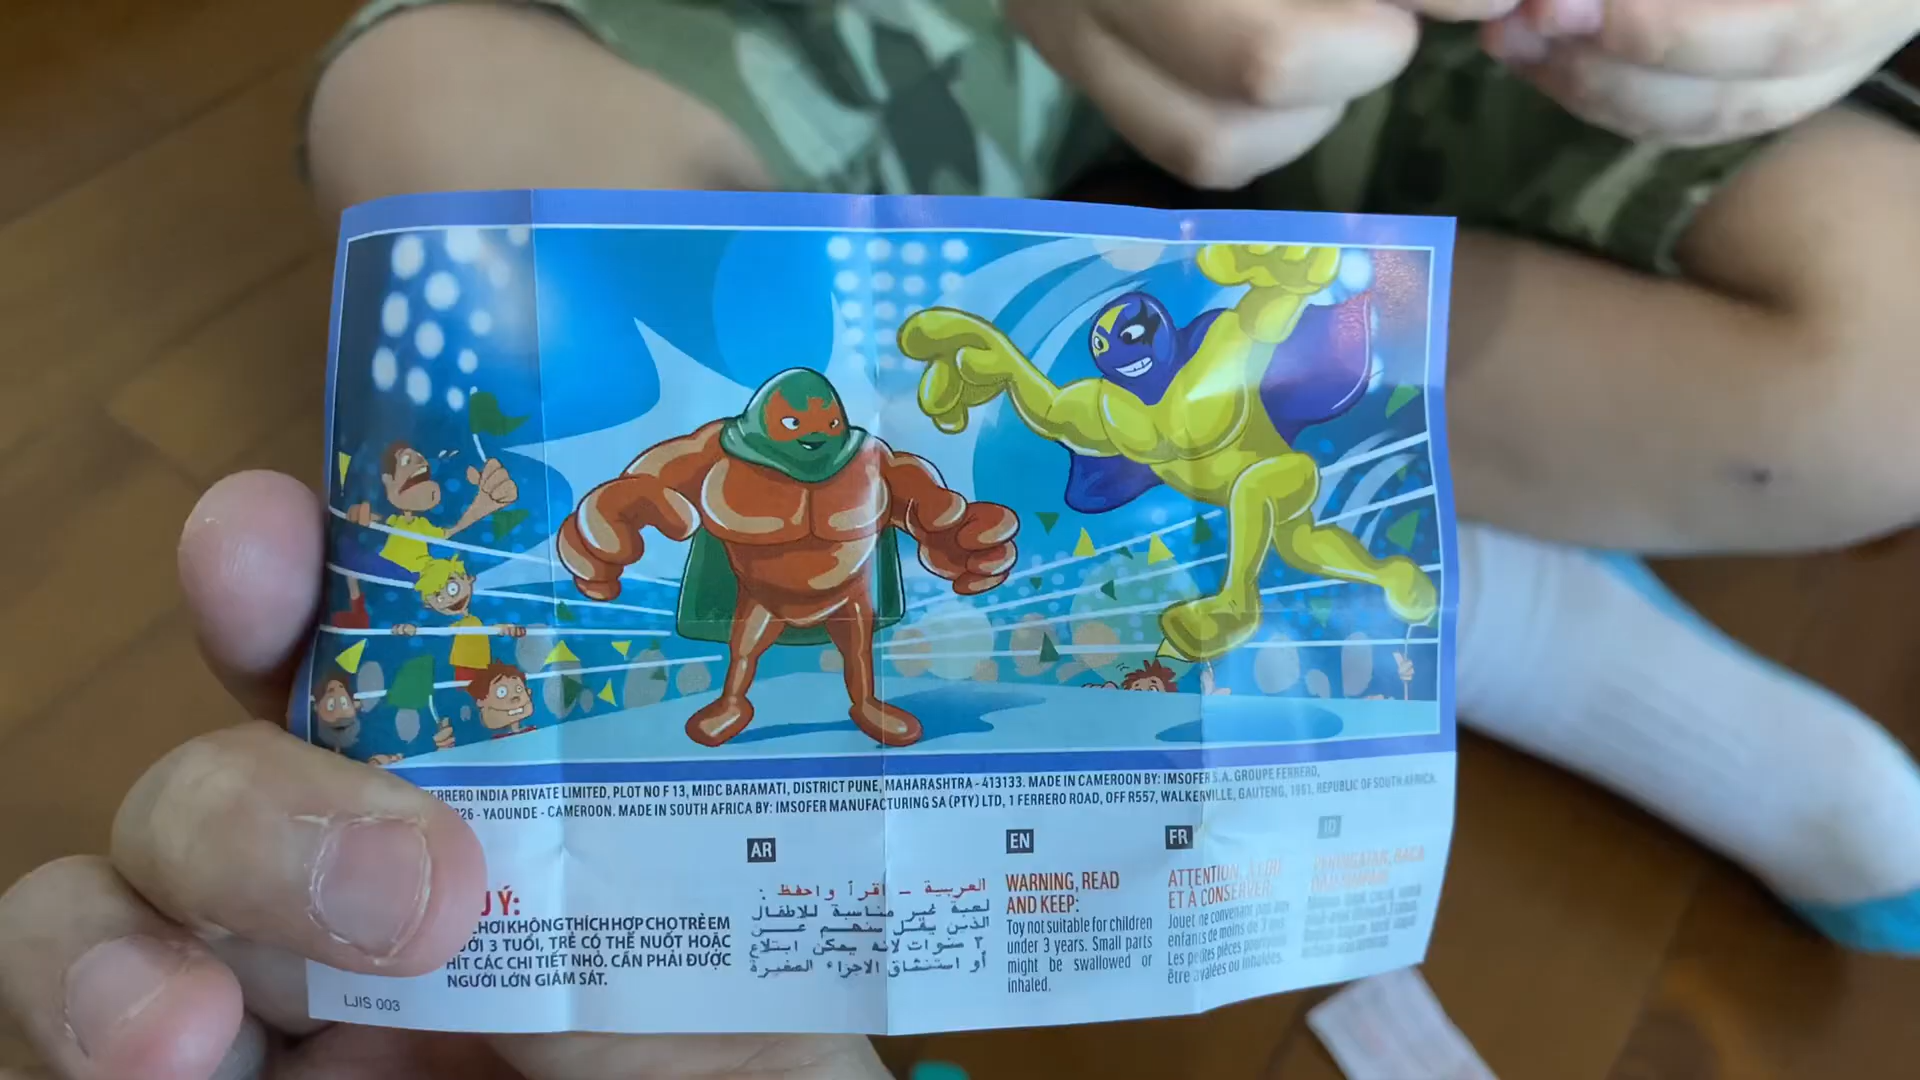 ERRERO INDIA PRIVATE LIMITED, PLOT NO F 13, MIDC BARAMATI, DISTRICT PUNE, MAHARASHTRA - 413133. MADE IN CAMEROON BY: IMSOFER S.A. GROUPE FERRERO,
26 - YAOUNDE - CAMEROON. MADE IN SOUTH AFRICA BY: IMSOFER MANUFACTURING SA (PTY) LTD, 1 FERRERO ROAD, OFF R557, WALKERVILLE, GAUTENG, 1961, REPUBLIC OF SOUTH AFRICA.
Ý:
KHÔNG THÍCH HỢP CHO TRẺ EM
3 TUỔI, TRẺ CÓ THỂ NUỐT HOẶC
HÍT CÁC CHI TIẾT NHỎ. CẦN PHẢI ĐƯỢC
NGƯỜI LỚN GIÁM SÁT.
LJIS 003
AR
العربية – اقرأ واحفظ :
لعبة غير مناسبة للاطفال
الذين يقل سنهم عن
٣ سنوات لانه يمكن ابتلاع
أو استنشاق الاجزاء الصغيرة
EN
WARNING, READ
AND KEEP:
Toy not suitable for children
under 3 years. Small parts
might be swallowed or
inhaled.
FR
ATTENTION, À LIRE
ET À CONSERVER:
Jouet ne convenant pas aux
enfants de moins de 3 ans.
Les petites pièces pourraient
être avalées ou inhalées.
ID
PERINGATAN, BACA